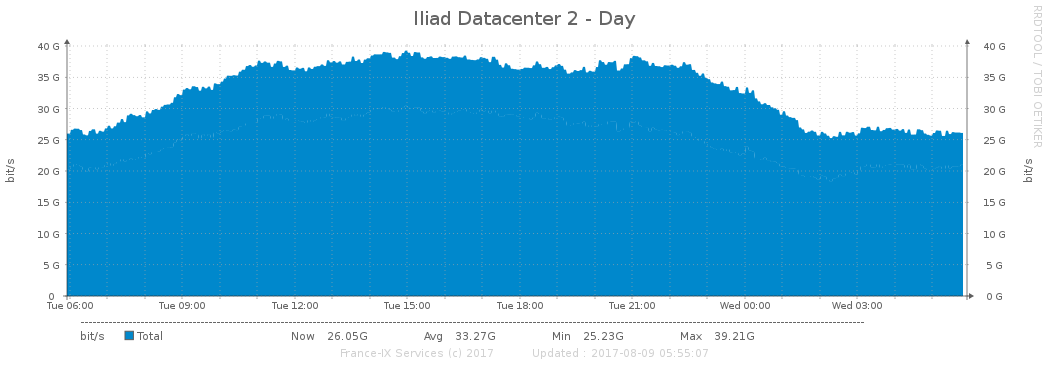 Iliad Datacenter 2 - Day
RRDTOOL / TOBI OETIKER
40 G 40 G
35 G 35 G
30 G 30 G
25 G 25 G
20 G 20 G
15 G 15 G
10 G 10 G
5 G 5 G
0 0 G
bit/s bit/s
Tue 06:00 Tue 09:00 Tue 12:00 Tue 15:00 Tue 18:00 Tue 21:00 Wed 00:00 Wed 03:00
bit/s Total Now 26.05G Avg 33.27G Min 25.23G Max 39.21G
France-IX Services (c) 2017 Updated : 2017-08-09 05:55:07